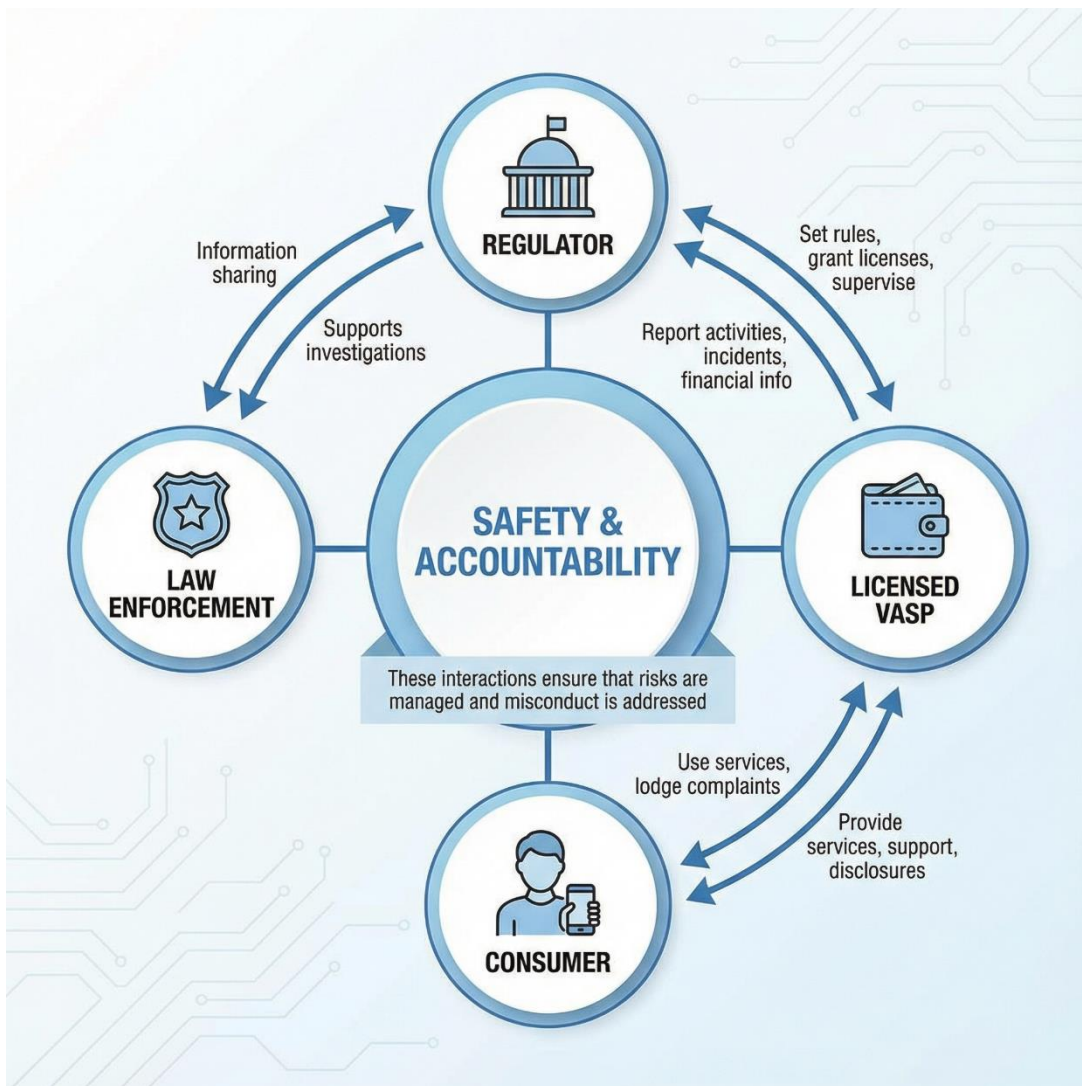 REGULATOR
Information
sharing
Set rules,
grant licenses,
supervise
Supports
investigations
Report activities,
incidents,
financial info
SAFETY &
ACCOUNTABILITY
LAW
ENFORCEMENT
LICENSED
VASP
These interactions ensure that risks are
managed and misconduct is addressed
Use services,
lodge complaints
Provide
services, support,
disclosures
CONSUMER